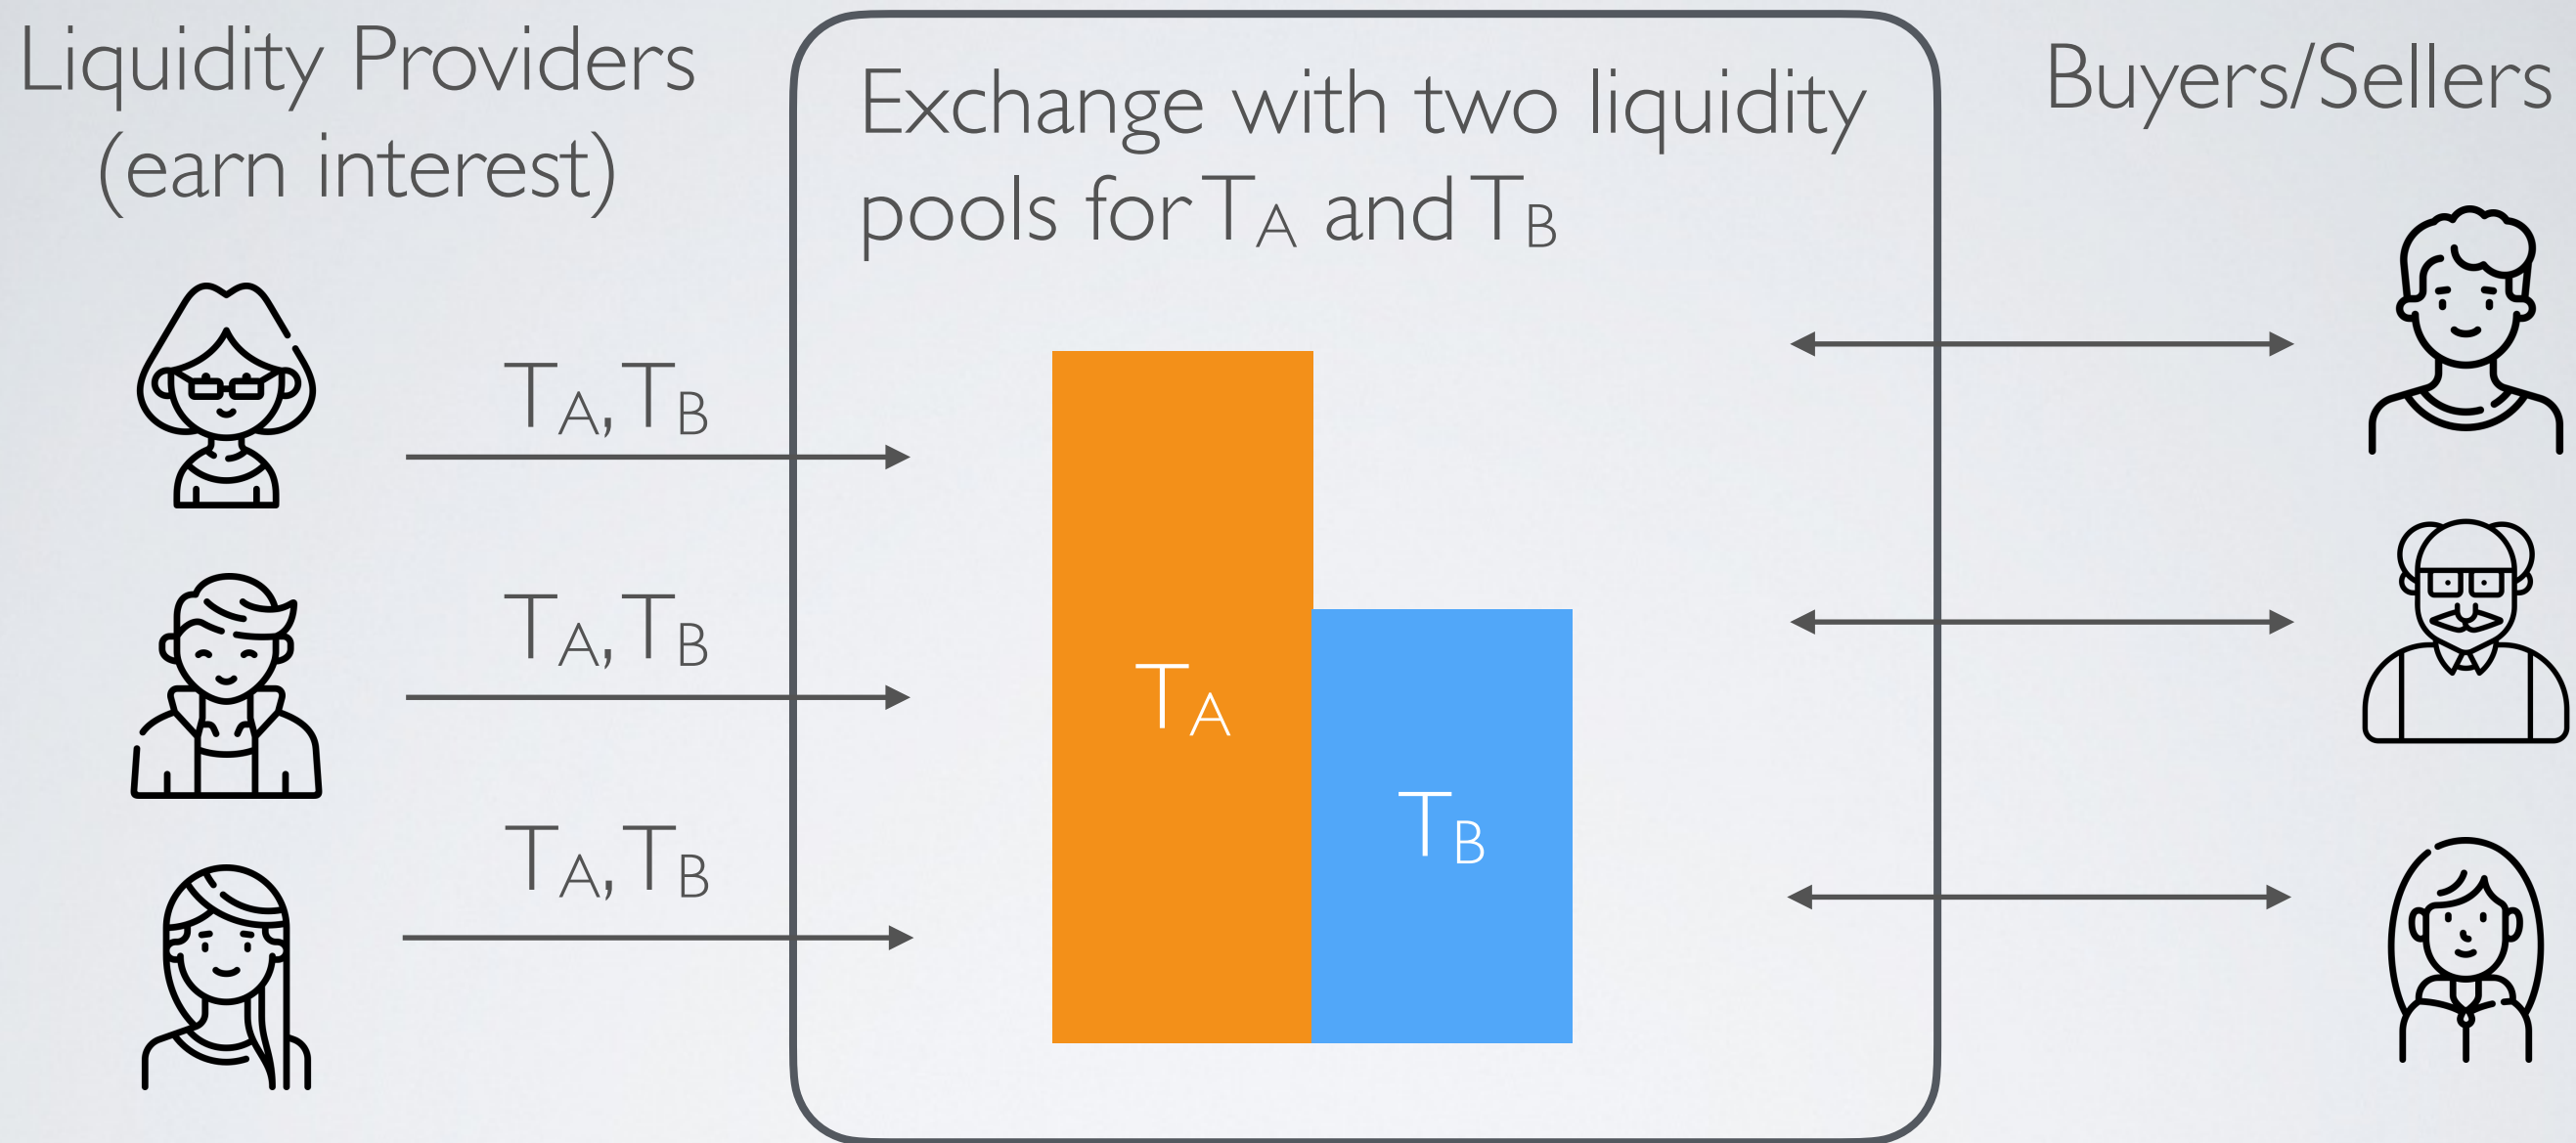 Liquidity Providers
(earn interest)
Exchange with two liquidity
pools for TA and TB
Buyers/Sellers
TA, TB
TA, TB
TA, TB
TA
TB